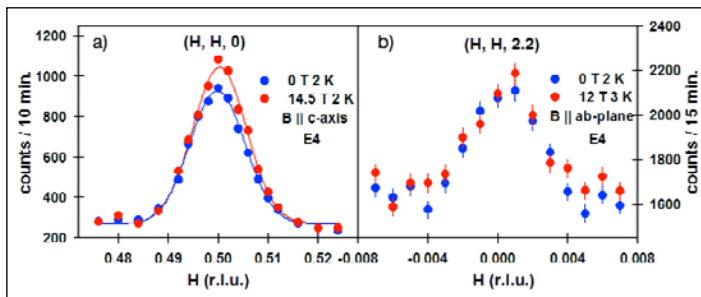 a) (H, H, 0)
0 T 2 K
14.5 T 2 K
B || c-axis
E4
counts / 10 min.
1200
1000
800
600
400
200
0.48 0.49 0.50 0.51 0.52
H (r.l.u.)
b) (H, H, 2.2)
0 T 2 K
12 T 3 K
B || ab-plane
E4
2400
2200
2000
1800
1600
counts / 15 min.
-0.008 -0.004 0.000 0.004 0.008
H (r.l.u.)